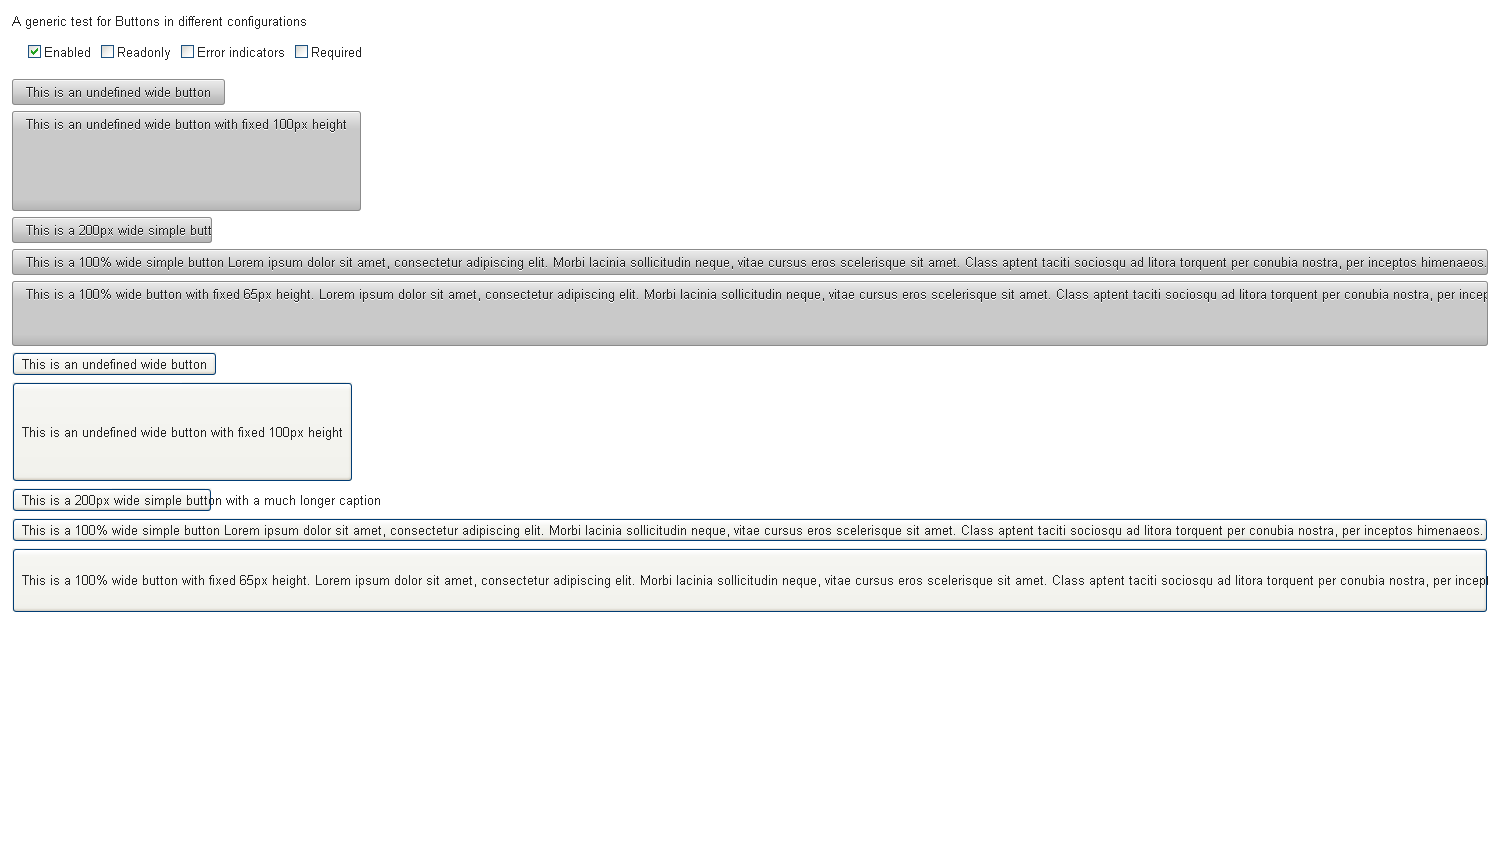 A generic test for Buttons in different configurations
Enabled Readonly Error indicators Required
This is an undefined wide button
This is an undefined wide button with fixed 100px height
This is a 200px wide simple butt
This is a 100% wide simple button Lorem ipsum dolor sit amet, consectetur adipiscing elit. Morbi lacinia sollicitudin neque, vitae cursus eros scelerisque sit amet. Class aptent taciti sociosqu ad litora torquent per conubia nostra, per inceptos himenaeos.
This is a 100% wide button with fixed 65px height. Lorem ipsum dolor sit amet, consectetur adipiscing elit. Morbi lacinia sollicitudin neque, vitae cursus eros scelerisque sit amet. Class aptent taciti sociosqu ad litora torquent per conubia nostra, per incep
This is an undefined wide button
This is an undefined wide button with fixed 100px height
This is a 200px wide simple button with a much longer caption
This is a 100% wide simple button Lorem ipsum dolor sit amet, consectetur adipiscing elit. Morbi lacinia sollicitudin neque, vitae cursus eros scelerisque sit amet. Class aptent taciti sociosqu ad litora torquent per conubia nostra, per inceptos himenaeos.
This is a 100% wide button with fixed 65px height. Lorem ipsum dolor sit amet, consectetur adipiscing elit. Morbi lacinia sollicitudin neque, vitae cursus eros scelerisque sit amet. Class aptent taciti sociosqu ad litora torquent per conubia nostra, per incept